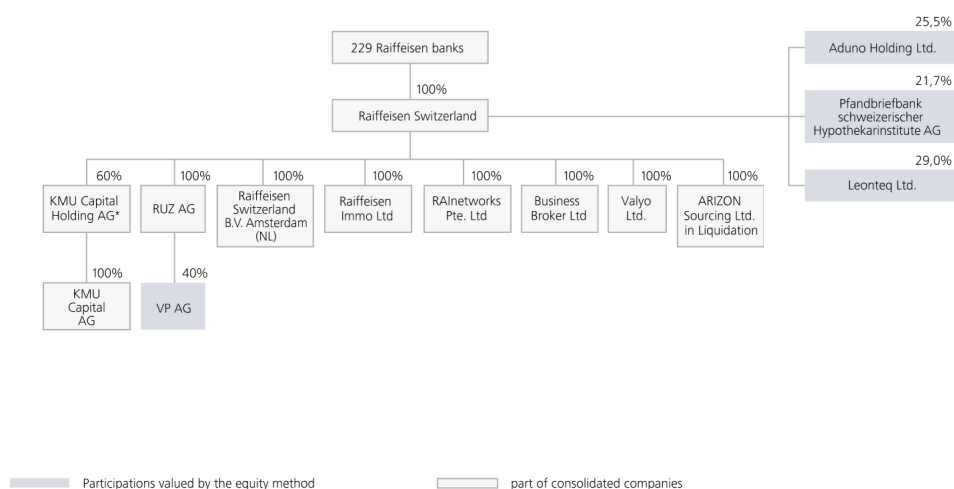 25,5%
229 Raiffeisen banks
Aduno Holding Ltd.
100%
21,7%
Raiffeisen Switzerland
Pfandbriefbank
schweizerischer
Hypothekarinstitute AG
29,0%
Leonteq Ltd.
60%
100%
100%
100%
100%
100%
100%
100%
KMU Capital
Holding AG*
RUZ AG
Raiffeisen
Switzerland
B.V. Amsterdam
(NL)
Raiffeisen
Immo Ltd
RAInetworks
Pte. Ltd
Business
Broker Ltd
Valyo
Ltd.
ARIZON
Sourcing Ltd.
in Liquidation
100%
40%
KMU
Capital
AG
VP AG
Participations valued by the equity method
part of consolidated companies